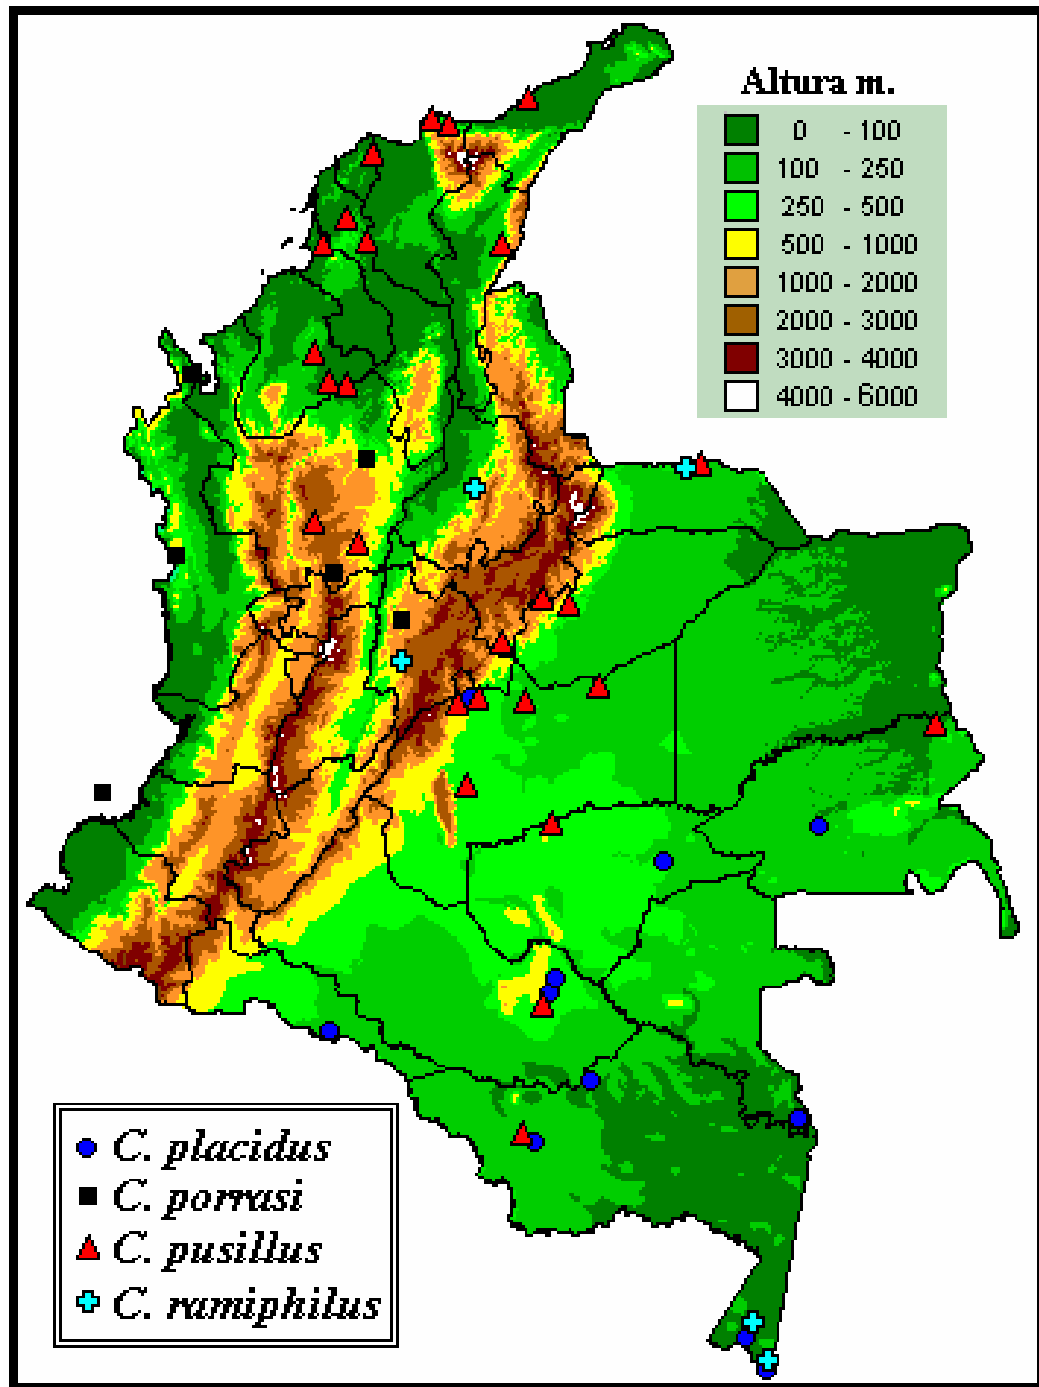 Altura m.
0 - 100
100 - 250
250 - 500
500 - 1000
1000 - 2000
2000 - 3000
3000 - 4000
4000 - 6000
C. placidus
C. porrasi
C. pusillus
C. ramiphilus